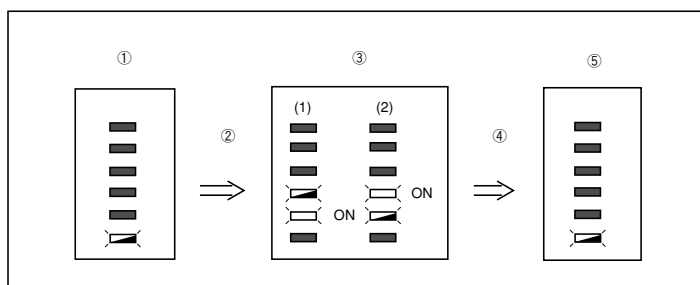 ① ③ ⑤
(1) (2)
② ④
ON
ON